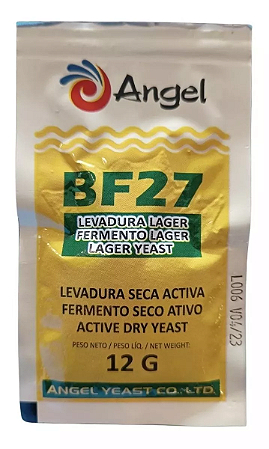 Angel
BF27
LEVADURA LAGER
FERMENTO LAGER
LAGER YEAST
LEVADURA SECA ACTIVA
FERMENTO SECO ATIVO
ACTIVE DRY YEAST
PESO NETO / PESO LÍQ. / NET WEIGHT:
12 G
ANGEL YEAST CO., LTD.
L006 V04/23